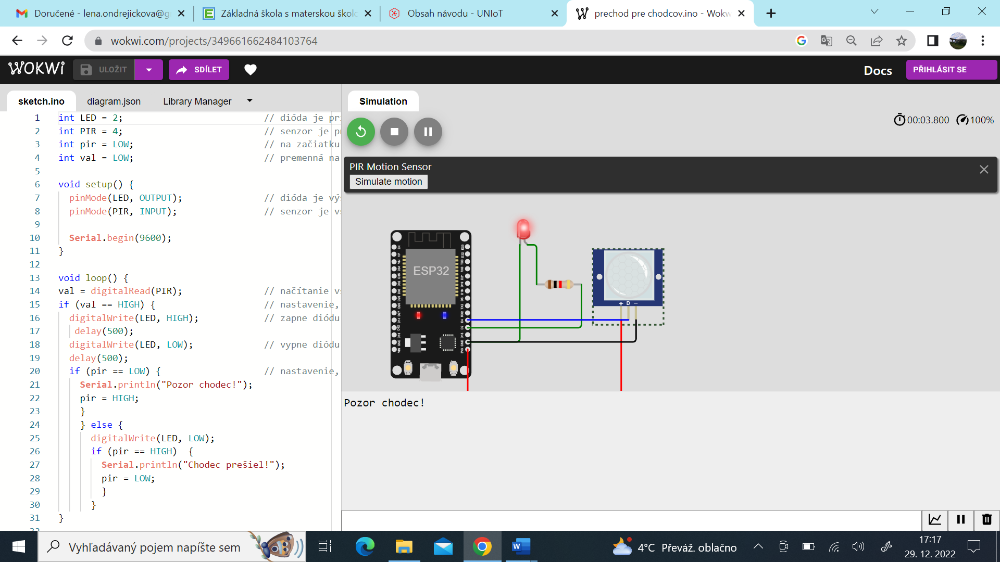 Doručené - lena.ondrejickova@g
Základná škola s materskou školo
Obsah návodu - UNIoT
prechod pre chodcov.ino - Wokw
wokwi.com/projects/349661662484103764
WOKWi
ULOŽIT
SDÍLET
Docs
PŘIHLÁSIT SE
sketch.ino
diagram.json
Library Manager
Simulation
00:03.800
100%
1 int LED = 2; // dióda je pri
2 int PIR = 4; // senzor je pr
3 int pir = LOW; // na začiatku
4 int val = LOW; // premenná na
5
6 void setup() {
7 pinMode(LED, OUTPUT); // dióda je výs
8 pinMode(PIR, INPUT); // senzor je vs
9
10 Serial.begin(9600);
11 }
12
13 void loop() {
14 val = digitalRead(PIR); // načítanie vs
15 if (val == HIGH) { // nastavenie,
16 digitalWrite(LED, HIGH); // zapne diódu
17 delay(500);
18 digitalWrite(LED, LOW); // vypne diódu
19 delay(500);
20 if (pir == LOW) { // nastavenie,
21 Serial.println("Pozor chodec!");
22 pir = HIGH;
23 }
24 } else {
25 digitalWrite(LED, LOW);
26 if (pir == HIGH) {
27 Serial.println("Chodec prešiel!");
28 pir = LOW;
29 }
30 }
31 }
PIR Motion Sensor
Simulate motion
ESP32
+ D −
Pozor chodec!
Vyhľadávaný pojem napíšte sem
4°C Převáž. oblačno
17:17
29. 12. 2022